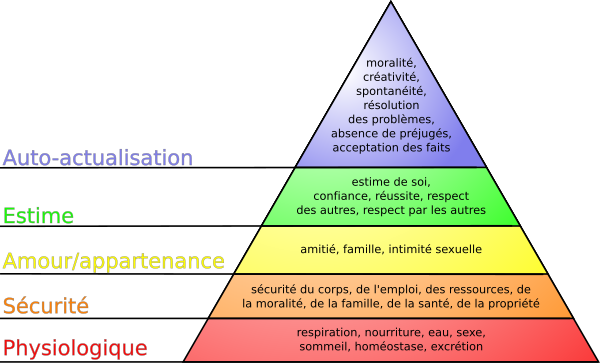 moralité,
créativité,
spontanéité,
résolution
des problèmes,
absence de préjugés,
acceptation des faits
Auto-actualisation
estime de soi,
confiance, réussite, respect
des autres, respect par les autres
Estime
amitié, famille, intimité sexuelle
Amour/appartenance
sécurité du corps, de l'emploi, des ressources, de
la moralité, de la famille, de la santé, de la propriété
Sécurité
respiration, nourriture, eau, sexe,
sommeil, homéostase, excrétion
Physiologique